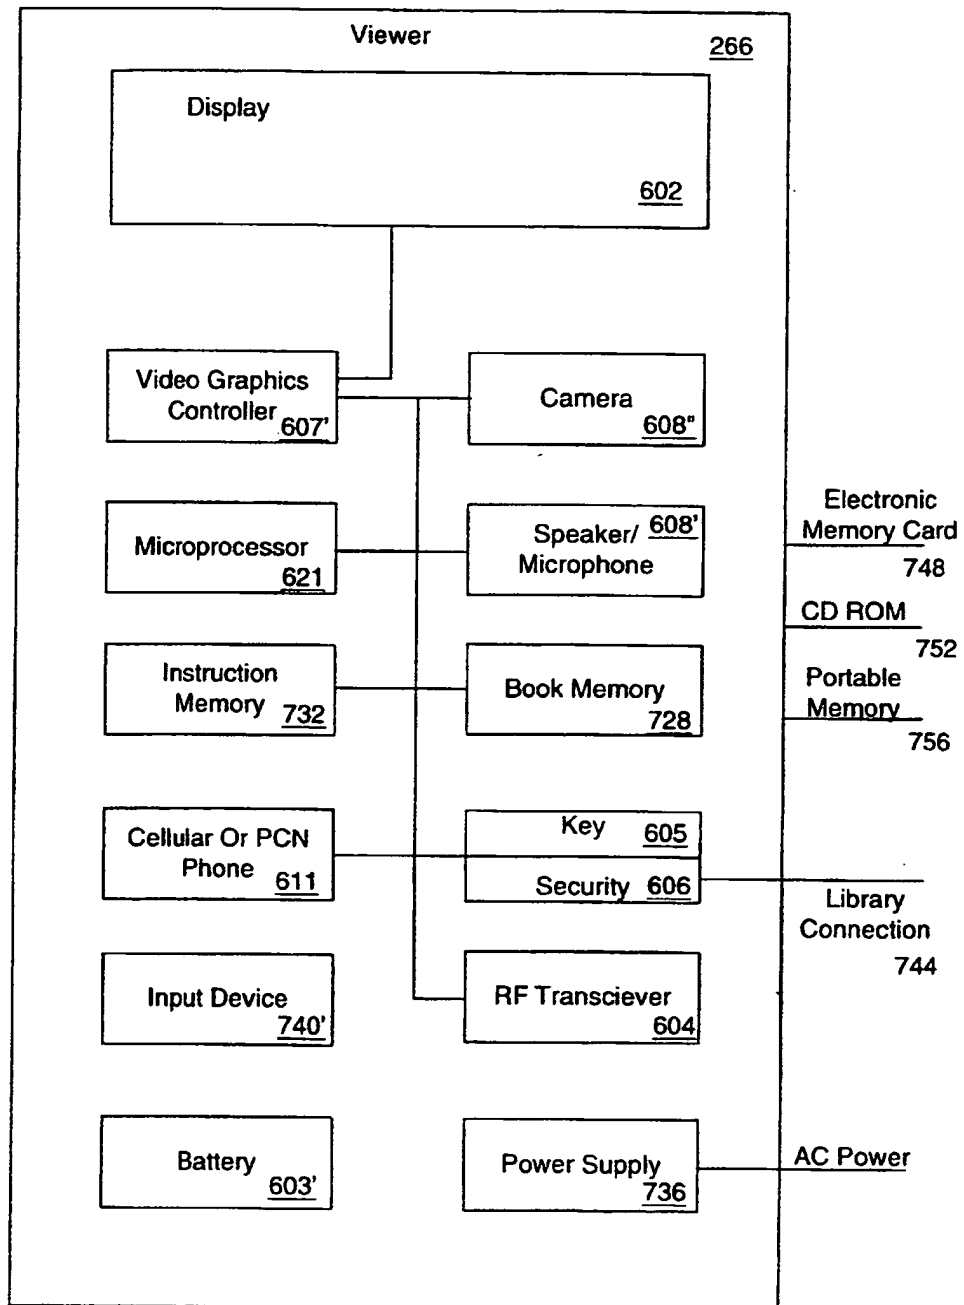 Viewer
266
Display
602
Video Graphics
Controller
607'
Camera
608"
Microprocessor
621
Speaker/
Microphone
608'
Electronic
Memory Card
748
CD ROM
752
Instruction
Memory
732
Book Memory
728
Portable
Memory
756
Cellular Or PCN
Phone
611
Key
605
Security
606
Library
Connection
744
Input Device
740'
RF Transciever
604
Battery
603'
Power Supply
736
AC Power